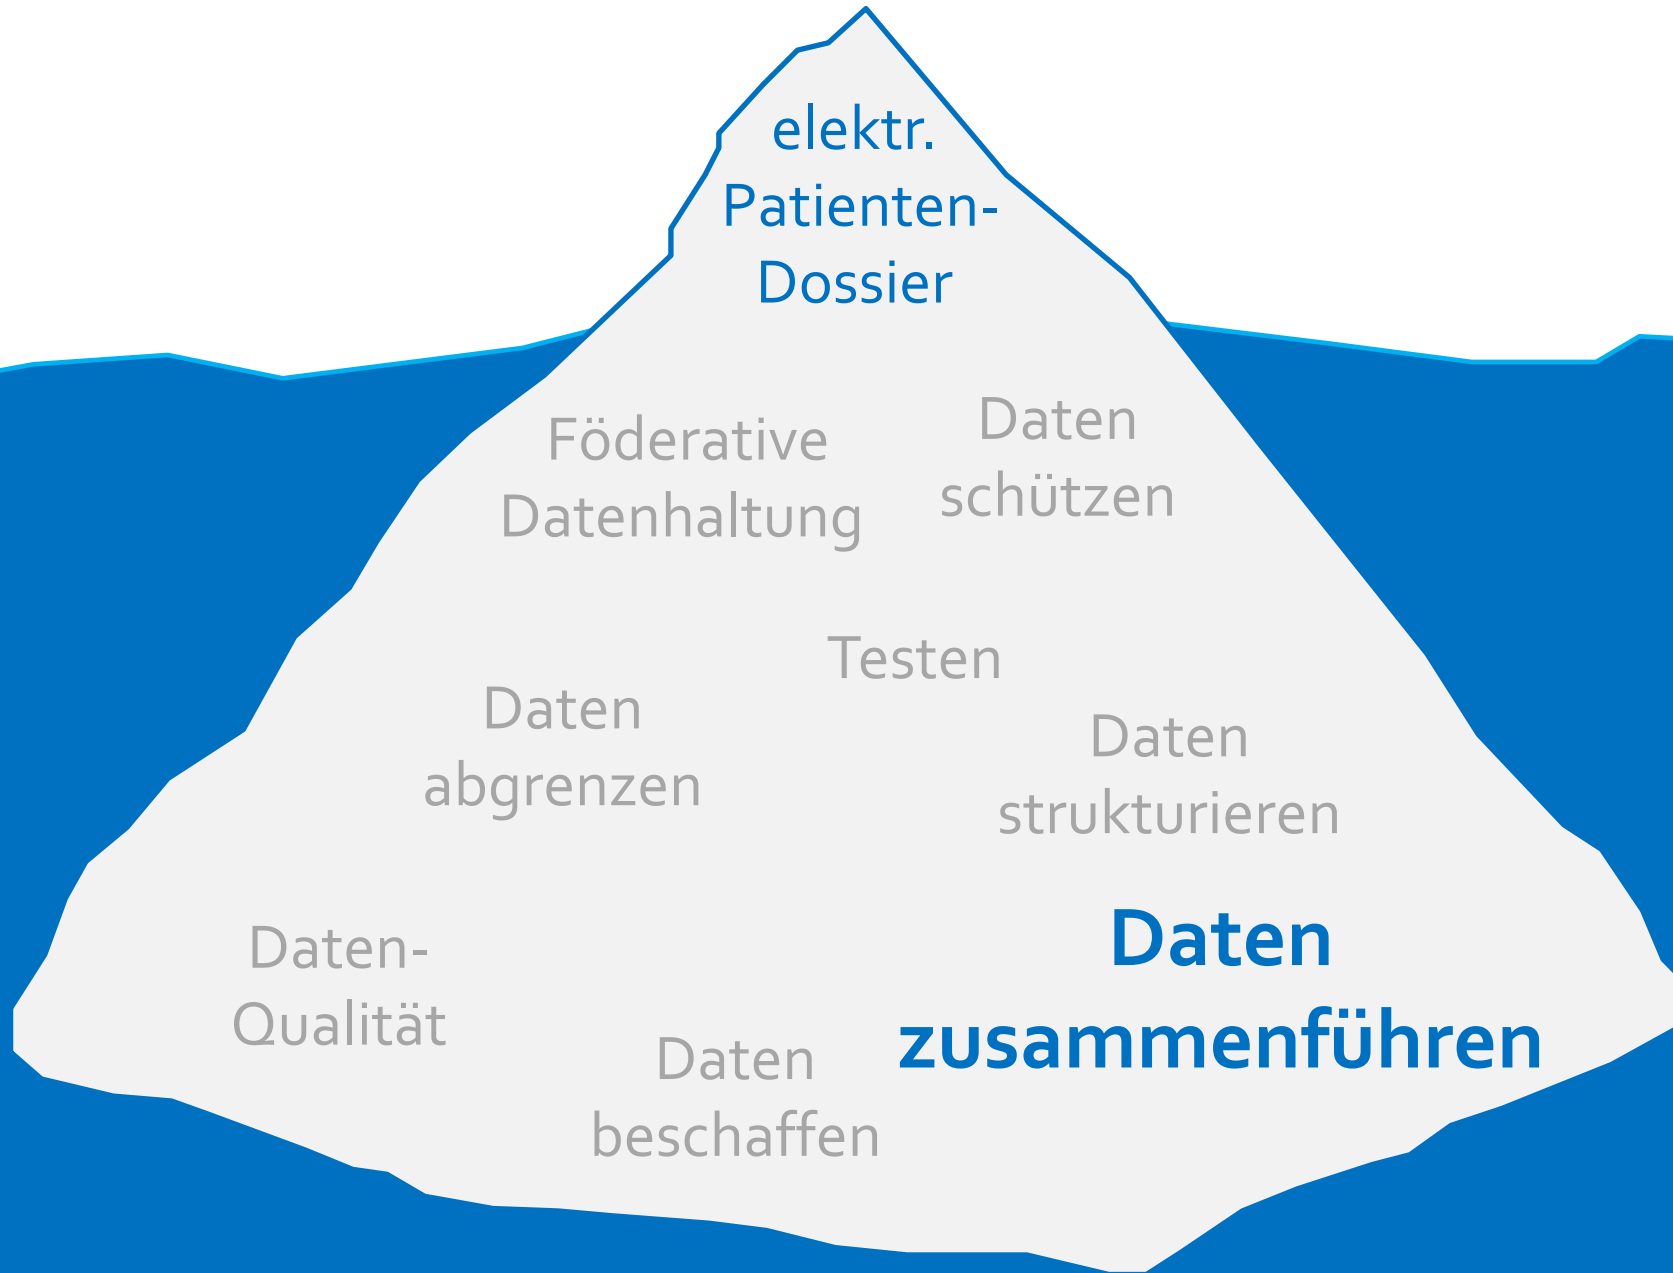 elektr.
Patienten-
Dossier
Föderative
Datenhaltung
Daten
schützen
Testen
Daten
abgrenzen
Daten
strukturieren
Daten-
Qualität
Daten
zusammenführen
Daten
beschaffen